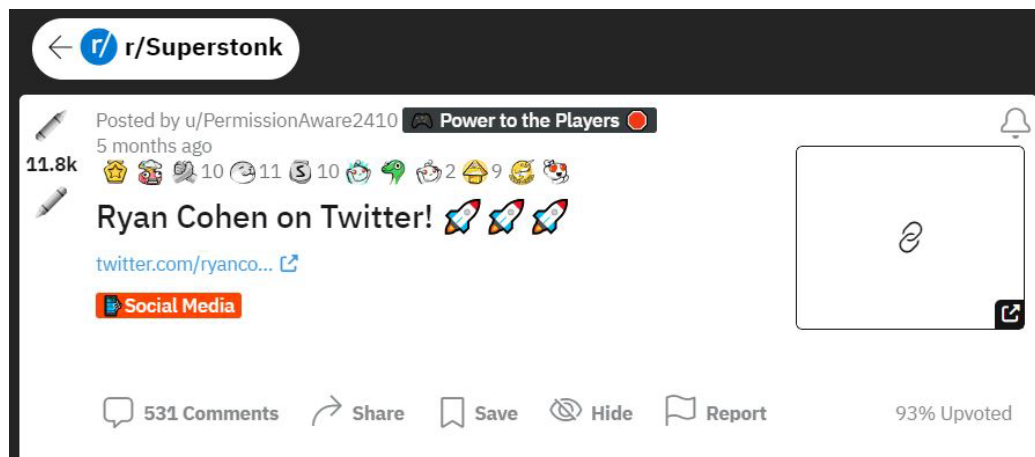 r/ r/Superstonk
Posted by u/PermissionAware2410 Power to the Players
5 months ago
11.8k
10 11 10 2 9
Ryan Cohen on Twitter!
twitter.com/ryanco...
Social Media
531 Comments Share Save Hide Report 93% Upvoted